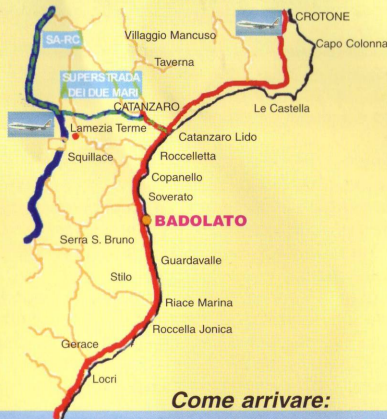 CROTONE
SA-RC
Villaggio Mancuso
Capo Colonna
Taverna
SUPERSTRADA
DEI DUE MARI
CATANZARO
Le Castella
Lamezia Terme
Catanzaro Lido
Squillace
Roccelletta
Copanello
Soverato
BADOLATO
Serra S. Bruno
Guardavalle
Stilo
Riace Marina
Roccella Jonica
Gerace
Locri
Come arrivare: